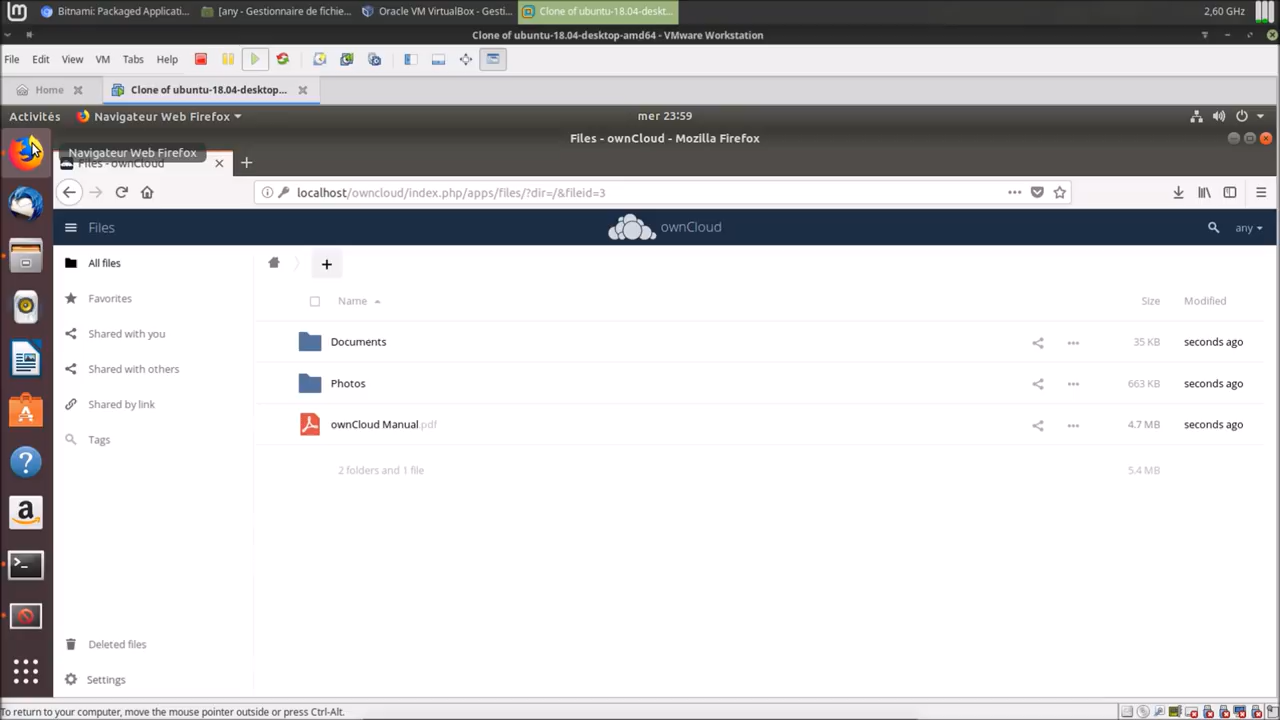 Bitnami: Packaged Applicati...
[any - Gestionnaire de fichie...
Oracle VM VirtualBox - Gesti...
Clone of ubuntu-18.04-deskt...
2,60 GHz
Clone of ubuntu-18.04-desktop-amd64 - VMware Workstation
File Edit View VM Tabs Help
Home
Clone of ubuntu-18.04-desktop...
Activités
Navigateur Web Firefox
mer 23:59
Files - ownCloud - Mozilla Firefox
Navigateur Web Firefox
Files - ownCloud
localhost/owncloud/index.php/apps/files/?dir=/&fileid=3
Files
ownCloud
any
All files
Favorites
Shared with you
Shared with others
Shared by link
Tags
Deleted files
Settings
Name Size Modified
Documents 35 KB seconds ago
Photos 663 KB seconds ago
ownCloud Manual.pdf 4.7 MB seconds ago
2 folders and 1 file 5.4 MB
To return to your computer, move the mouse pointer outside or press Ctrl-Alt.